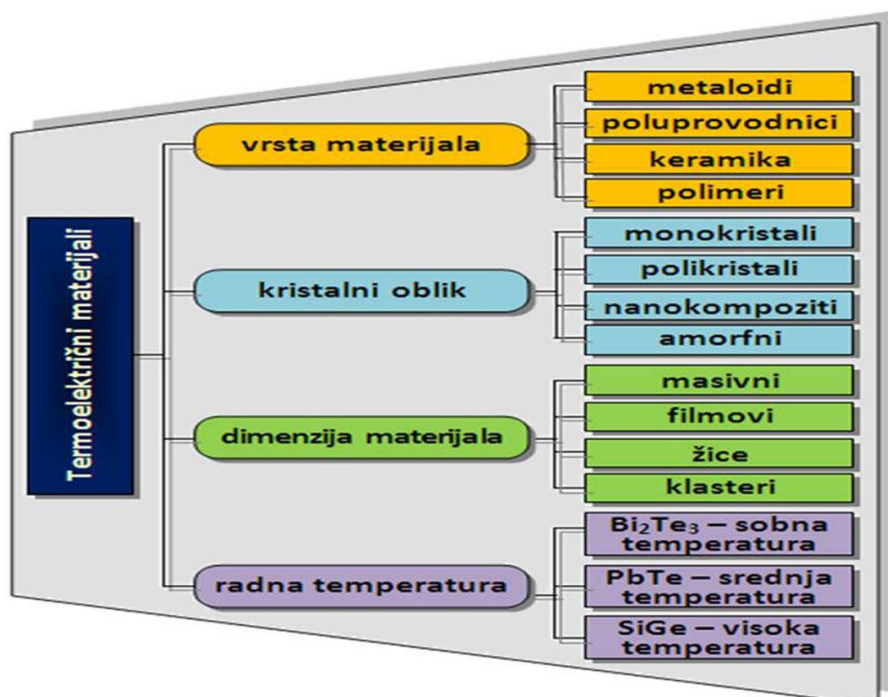 Termoelektrični materijali
vrsta materijala
metaloidi
poluprovodnici
keramika
polimeri
kristalni oblik
monokristali
polikristali
nanokompoziti
amorfni
dimenzija materijala
masivni
filmovi
žice
klasteri
radna temperatura
Bi₂Te₃ – sobna
temperatura
PbTe – srednja
temperatura
SiGe – visoka
temperatura